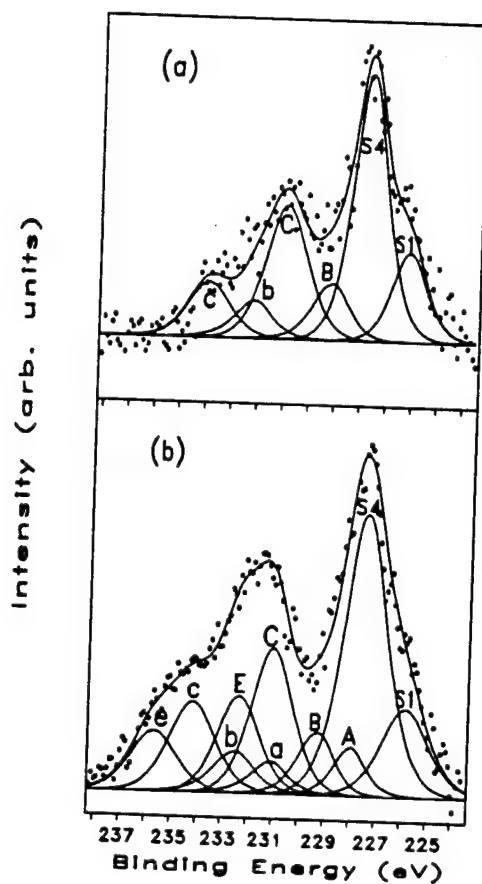 (a)
S4
C
S1
c
b
B
(b)
S4
C
c
E
S1
e
b
a
B
A
237 235 233 231 229 227 225
Binding Energy (eV)
Intensity (arb. units)